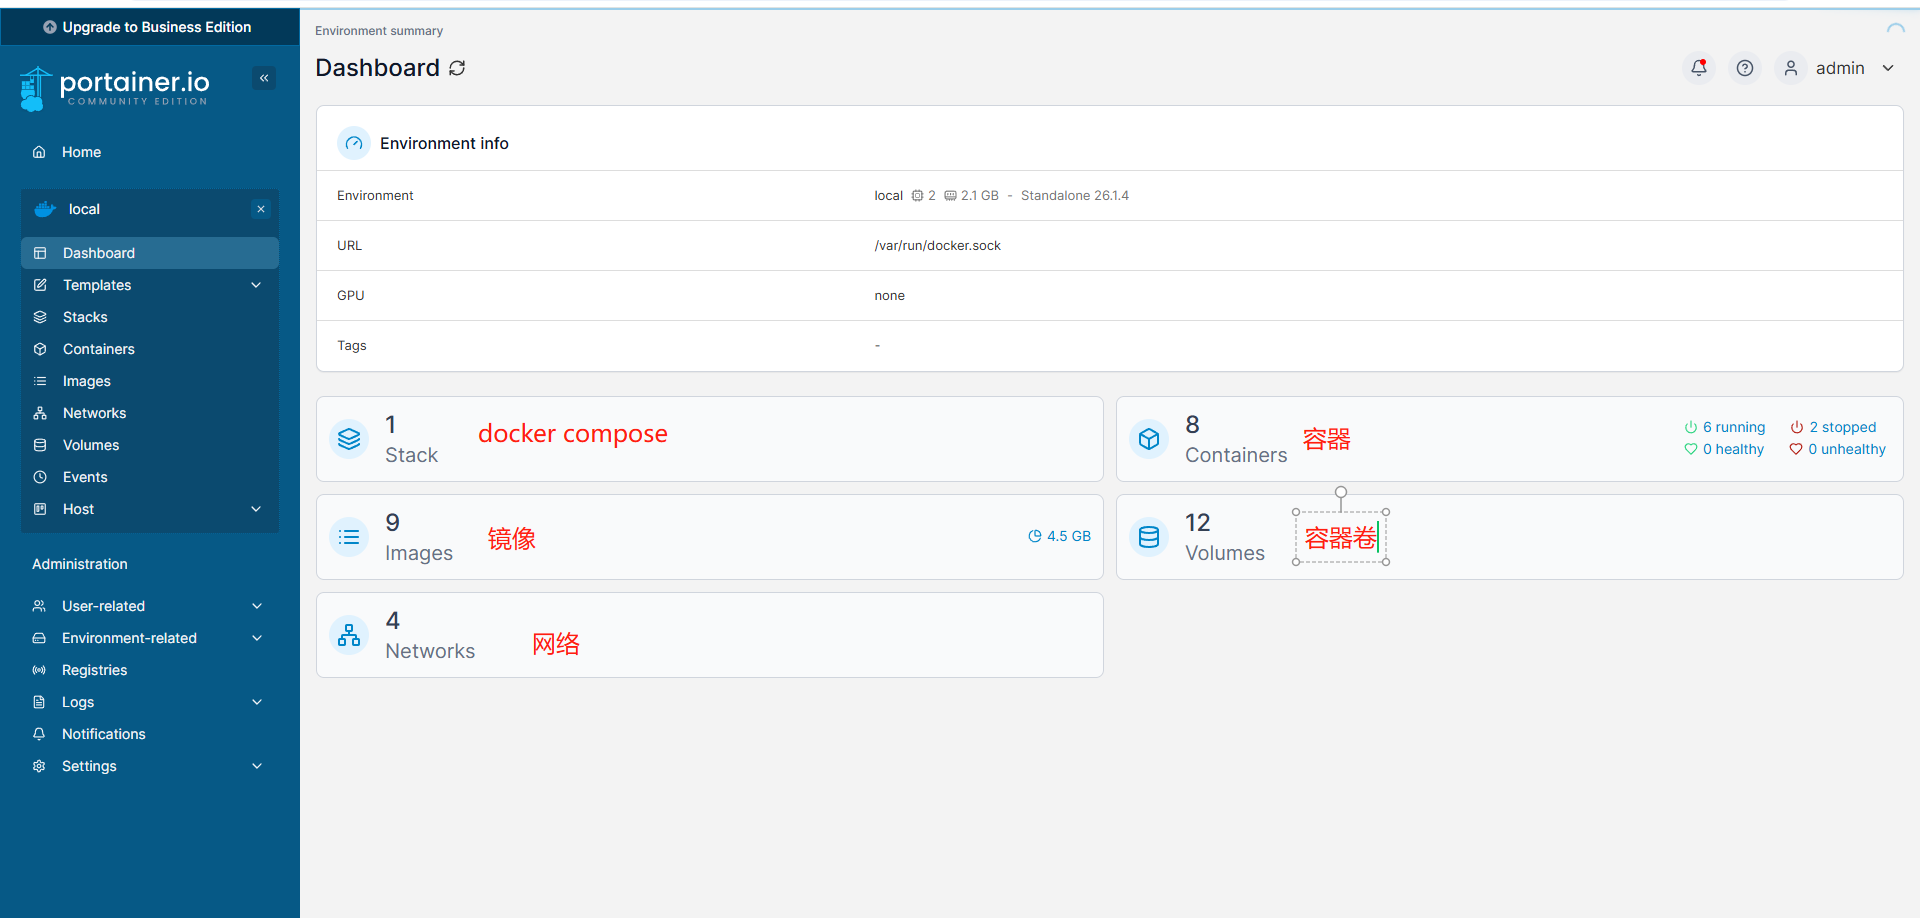 Upgrade to Business Edition
portainer.io
COMMUNITY EDITION
Home
local
Dashboard
Templates
Stacks
Containers
Images
Networks
Volumes
Events
Host
Administration
User-related
Environment-related
Registries
Logs
Notifications
Settings
Environment summary
Dashboard
admin
Environment info
Environment local 2 2.1 GB - Standalone 26.1.4
URL /var/run/docker.sock
GPU none
Tags -
1
Stack
docker compose
8
Containers
容器
6 running 2 stopped
0 healthy 0 unhealthy
9
Images
镜像
4.5 GB
12
Volumes
容器卷
4
Networks
网络